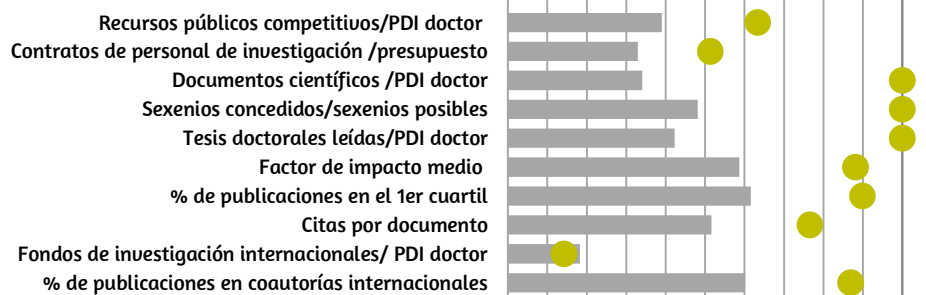 Recursos públicos competitivos/PDI doctor
Contratos de personal de investigación /presupuesto
Documentos científicos /PDI doctor
Sexenios concedidos/sexenios posibles
Tesis doctorales leídas/PDI doctor
Factor de impacto medio
% de publicaciones en el 1er cuartil
Citas por documento
Fondos de investigación internacionales/ PDI doctor
% de publicaciones en coautorías internacionales